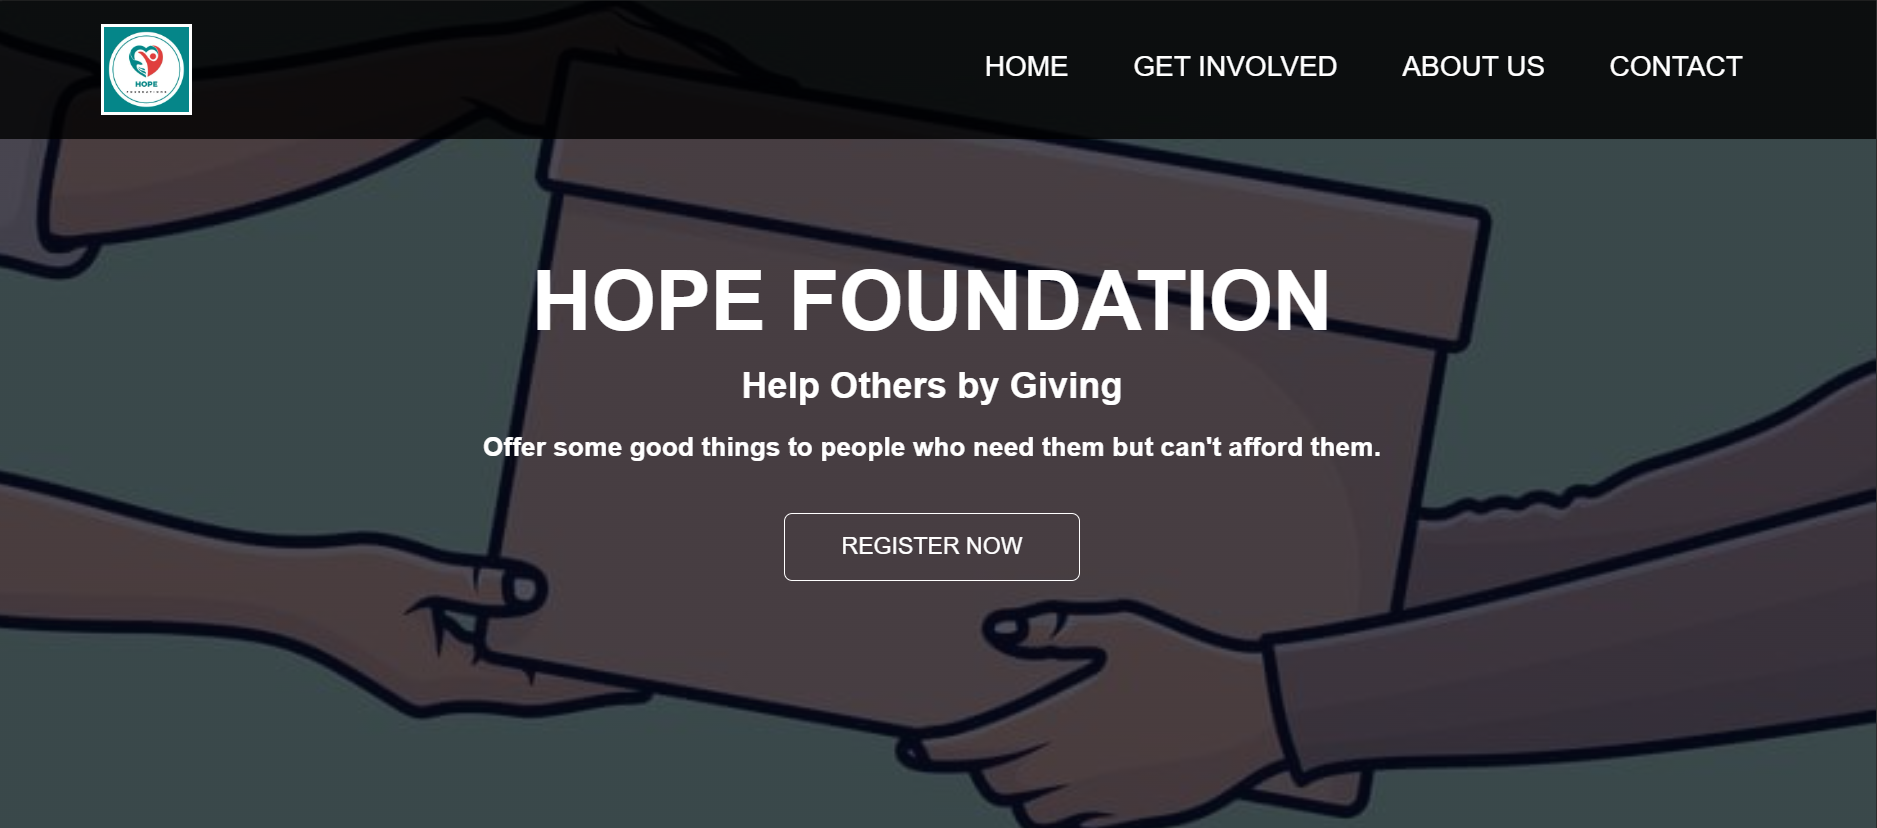 HOPE
FOUNDATIONS
HOME GET INVOLVED ABOUT US CONTACT
HOPE FOUNDATION
Help Others by Giving
Offer some good things to people who need them but can't afford them.
REGISTER NOW